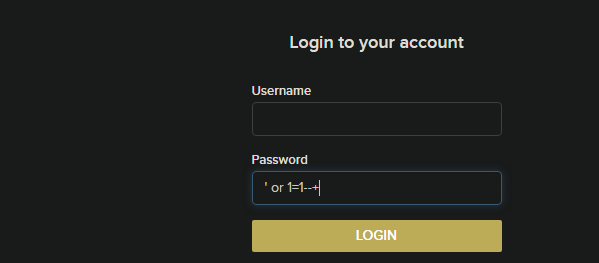 Login to your account
Username
Password
' or 1=1--+
LOGIN